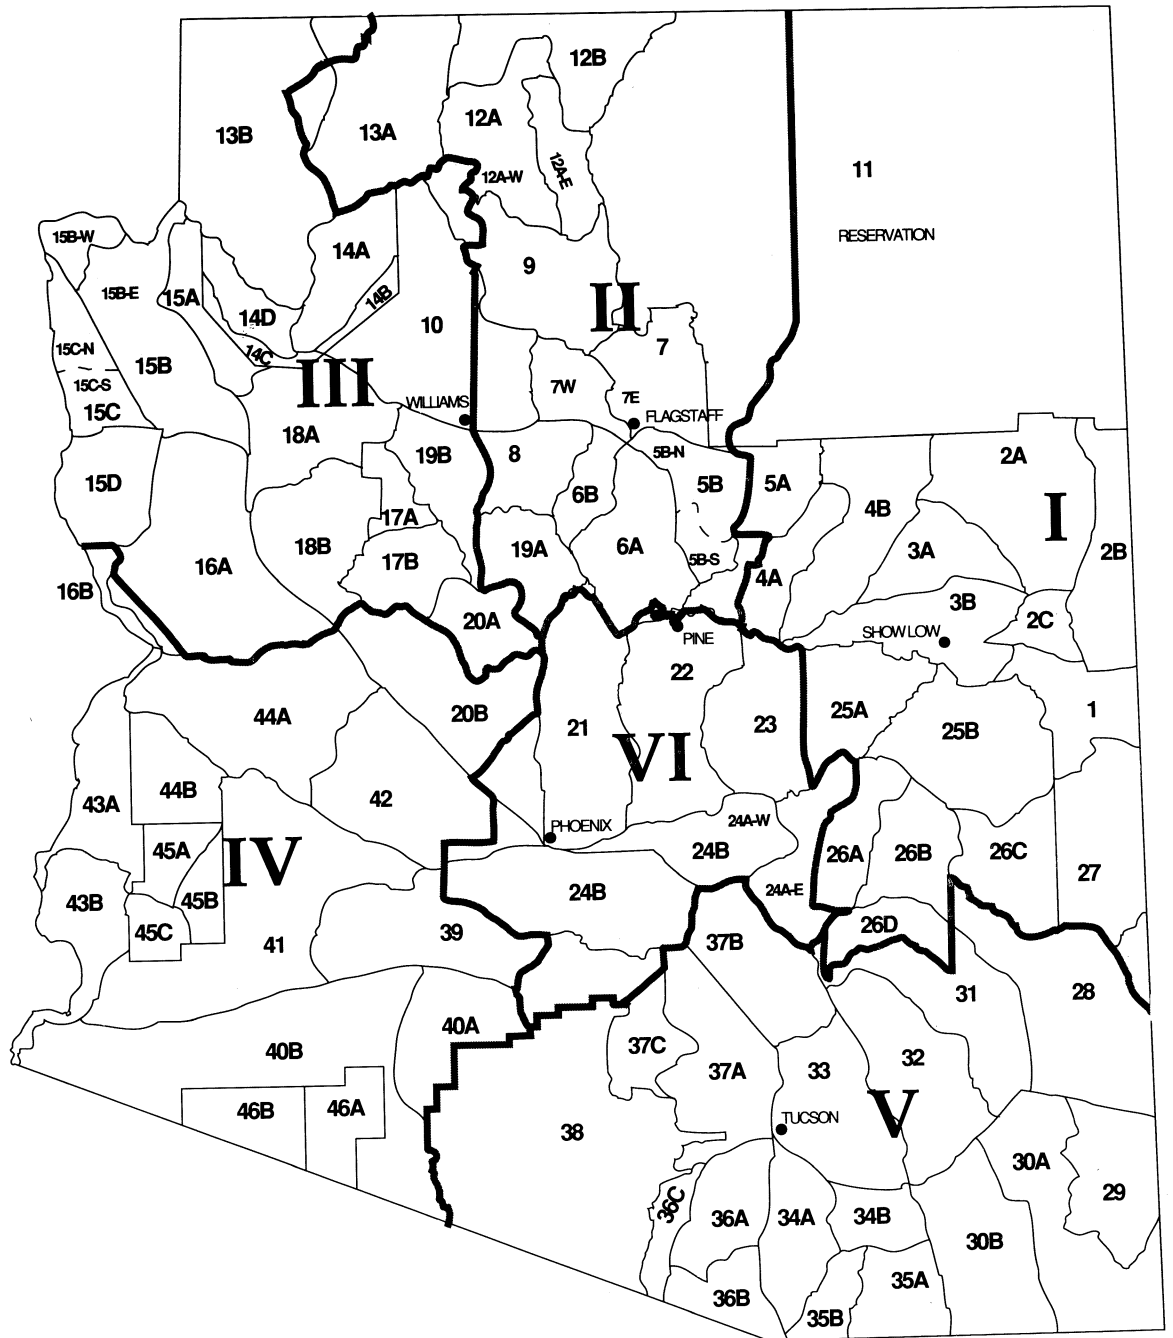 12B
12A
13B
13A
12A-W
12A-E
11
RESERVATION
15B-W
14A
9
15B-E
15A
14B
II
14D
10
7
15C-N
14C
15B
III
15C-S
7W
7E
15C
WILLIAMS
FLAGSTAFF
18A
19B
8
5B-N
2A
15D
5B
5A
6B
4B
I
17A
18B
19A
6A
3A
2B
16A
17B
5B-S
4A
16B
3B
20A
2C
PINE
SHOW LOW
22
44A
20B
21
23
25A
1
25B
VI
44B
42
43A
PHOENIX
24A-W
45A
IV
24B
26A
26B
26C
27
24B
24A-E
43B
45B
45C
39
26D
41
37B
31
28
40A
40B
37C
37A
33
32
46B
46A
V
TUCSON
38
30A
29
36C
36A
34A
34B
30B
35A
36B
35B